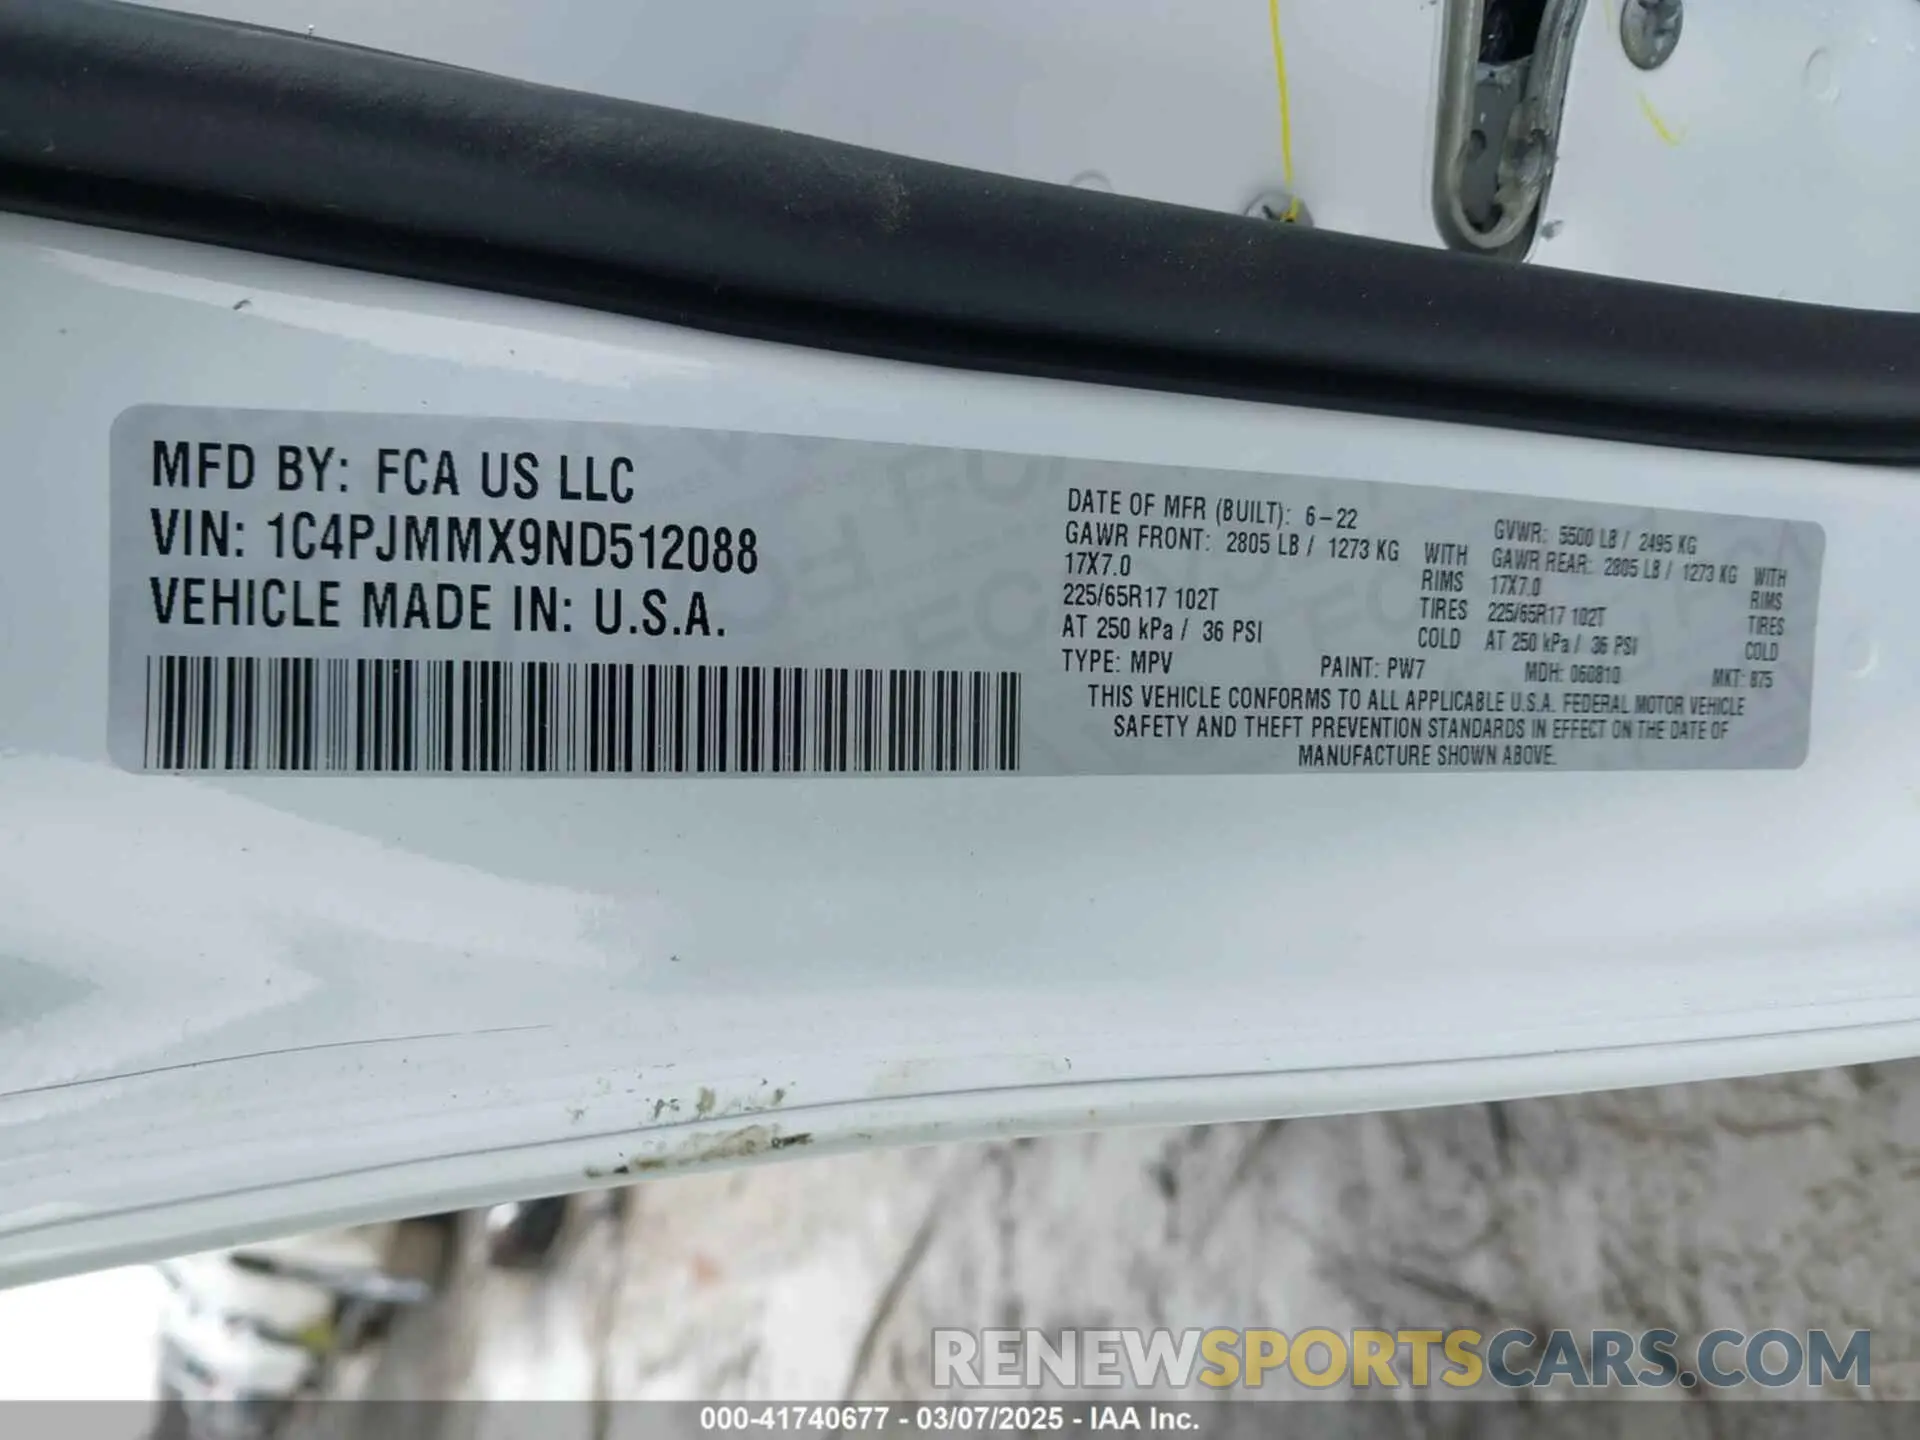 MFD BY: FCA US LLC
VIN: 1C4PJMMX9ND512088
VEHICLE MADE IN: U.S.A.
DATE OF MFR (BUILT): 6-22
GVWR: 5500 LB / 2495 KG
GAWR FRONT: 2805 LB / 1273 KG WITH
17X7.0 RIMS
225/65R17 102T TIRES
AT 250 kPa / 36 PSI COLD
GAWR REAR: 2805 LB / 1273 KG WITH
17X7.0 RIMS
225/65R17 102T TIRES
AT 250 kPa / 36 PSI COLD
TYPE: MPV PAINT: PW7 MDH: 060810 MKT: 875
THIS VEHICLE CONFORMS TO ALL APPLICABLE U.S.A. FEDERAL MOTOR VEHICLE
SAFETY AND THEFT PREVENTION STANDARDS IN EFFECT ON THE DATE OF
MANUFACTURE SHOWN ABOVE.
RENEWSPORTSCARS.COM
000-41740677 - 03/07/2025 - IAA Inc.